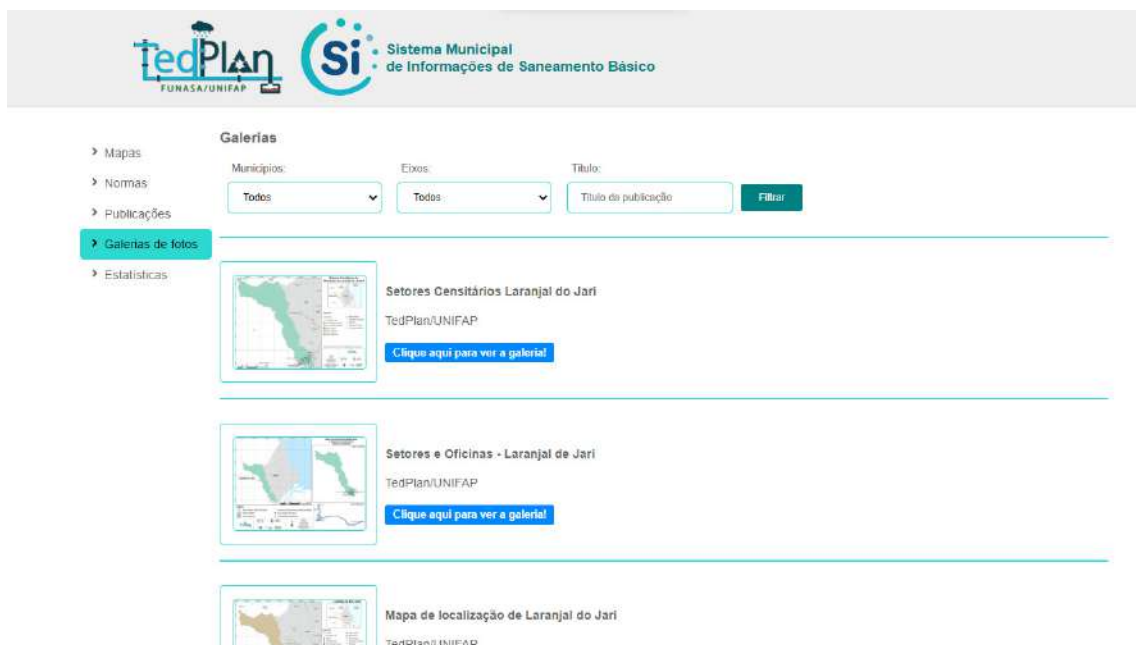 TedPlan
FUNASA/UNIFAP
Si
Sistema Municipal
de Informações de Saneamento Básico
Mapas
Normas
Publicações
Galerias de fotos
Estatísticas
Galerias
Municípios: Eixos: Título:
Todos Todos Título da publicação Filtrar
Setores Censitários Laranjal do Jari
TedPlan/UNIFAP
Clique aqui para ver a galeria!
Setores e Oficinas - Laranjal de Jari
TedPlan/UNIFAP
Clique aqui para ver a galeria!
Mapa de localização de Laranjal do Jari
TedPlan/UNIFAP